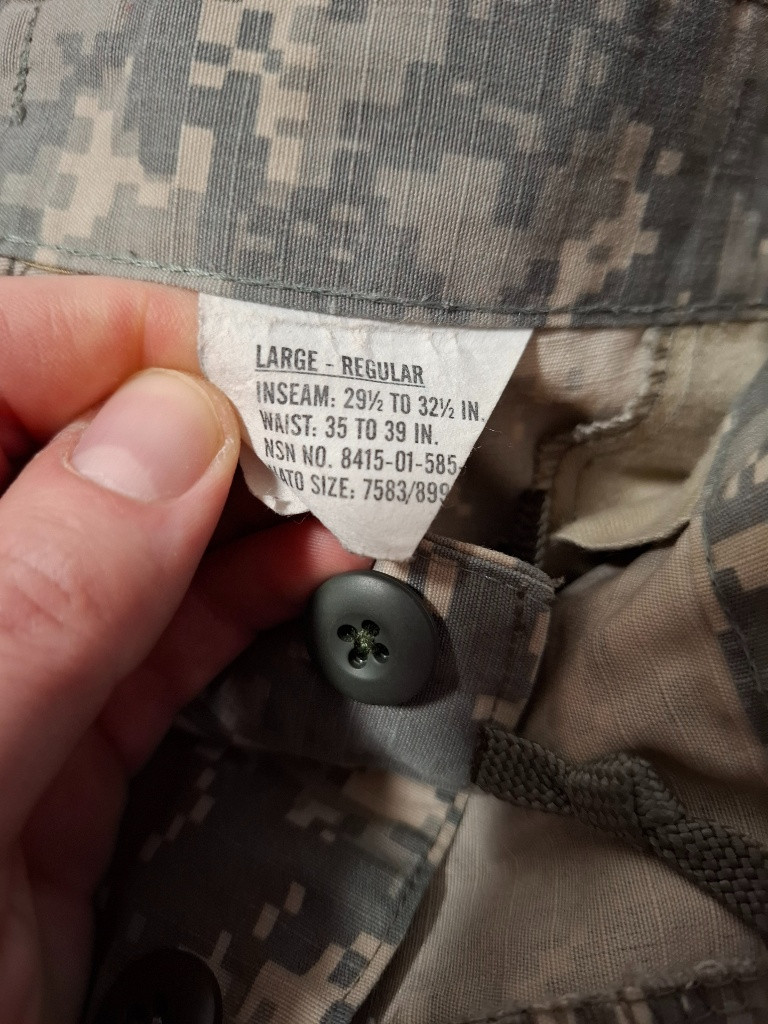 LARGE - REGULAR
INSEAM: 29½ TO 32½ IN.
WAIST: 35 TO 39 IN.
NSN NO. 8415-01-585-
NATO SIZE: 7583/899